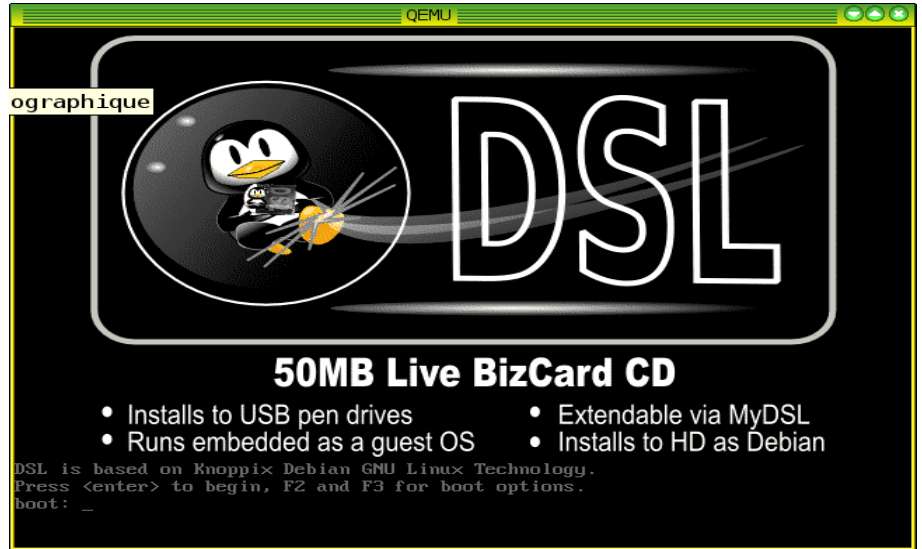 QEMU
ographique
DSL
50MB Live BizCard CD
• Installs to USB pen drives
• Extendable via MyDSL
• Runs embedded as a guest OS
• Installs to HD as Debian
DSL is based on Knoppix Debian GNU Linux Technology.
Press <enter> to begin, F2 and F3 for boot options.
boot: _